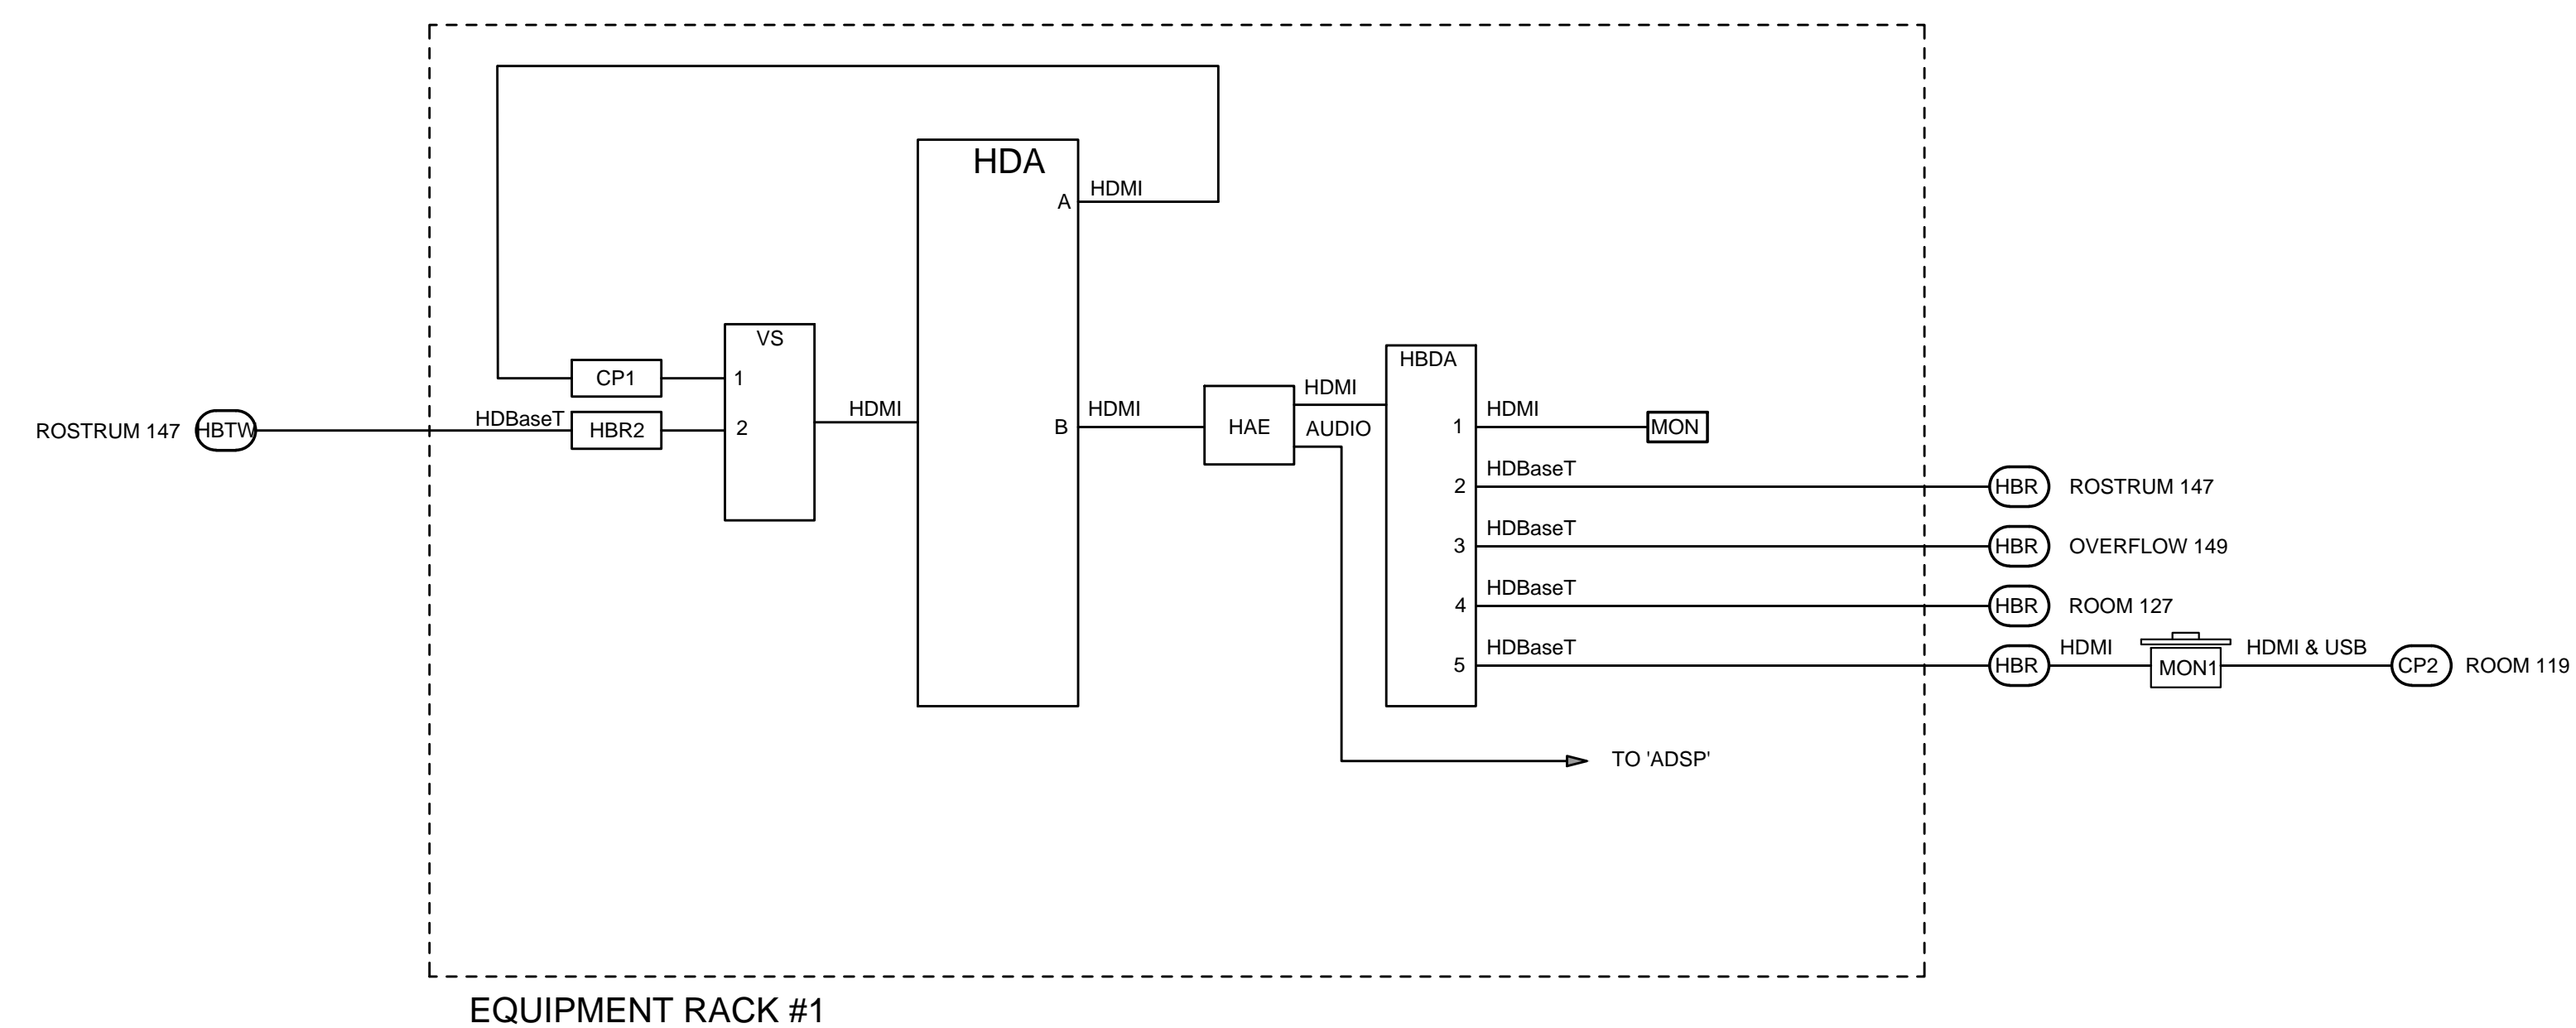 HDA
A
HDMI
VS
CP1
1
ROSTRUM 147
HBTW
HDBaseT
HBR2
2
HDMI
B
HDMI
HAE
HDMI
AUDIO
HBDA
1
HDMI
MON
2
HDBaseT
HBR
ROSTRUM 147
3
HDBaseT
HBR
OVERFLOW 149
4
HDBaseT
HBR
ROOM 127
5
HDBaseT
HBR
HDMI
MON1
HDMI & USB
CP2
ROOM 119
TO 'ADSP'
EQUIPMENT RACK #1